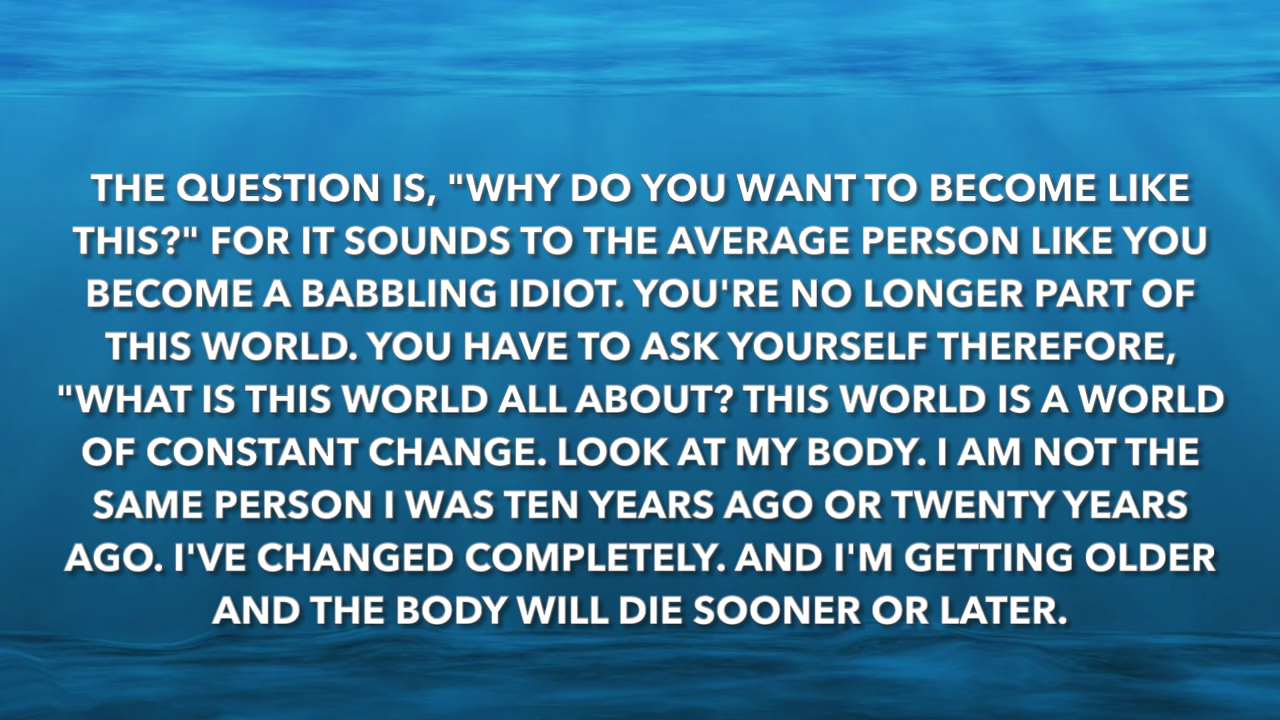 THE QUESTION IS, "WHY DO YOU WANT TO BECOME LIKE
THIS?" FOR IT SOUNDS TO THE AVERAGE PERSON LIKE YOU
BECOME A BABBLING IDIOT. YOU'RE NO LONGER PART OF
THIS WORLD. YOU HAVE TO ASK YOURSELF THEREFORE,
"WHAT IS THIS WORLD ALL ABOUT? THIS WORLD IS A WORLD
OF CONSTANT CHANGE. LOOK AT MY BODY. I AM NOT THE
SAME PERSON I WAS TEN YEARS AGO OR TWENTY YEARS
AGO. I'VE CHANGED COMPLETELY. AND I'M GETTING OLDER
AND THE BODY WILL DIE SOONER OR LATER.